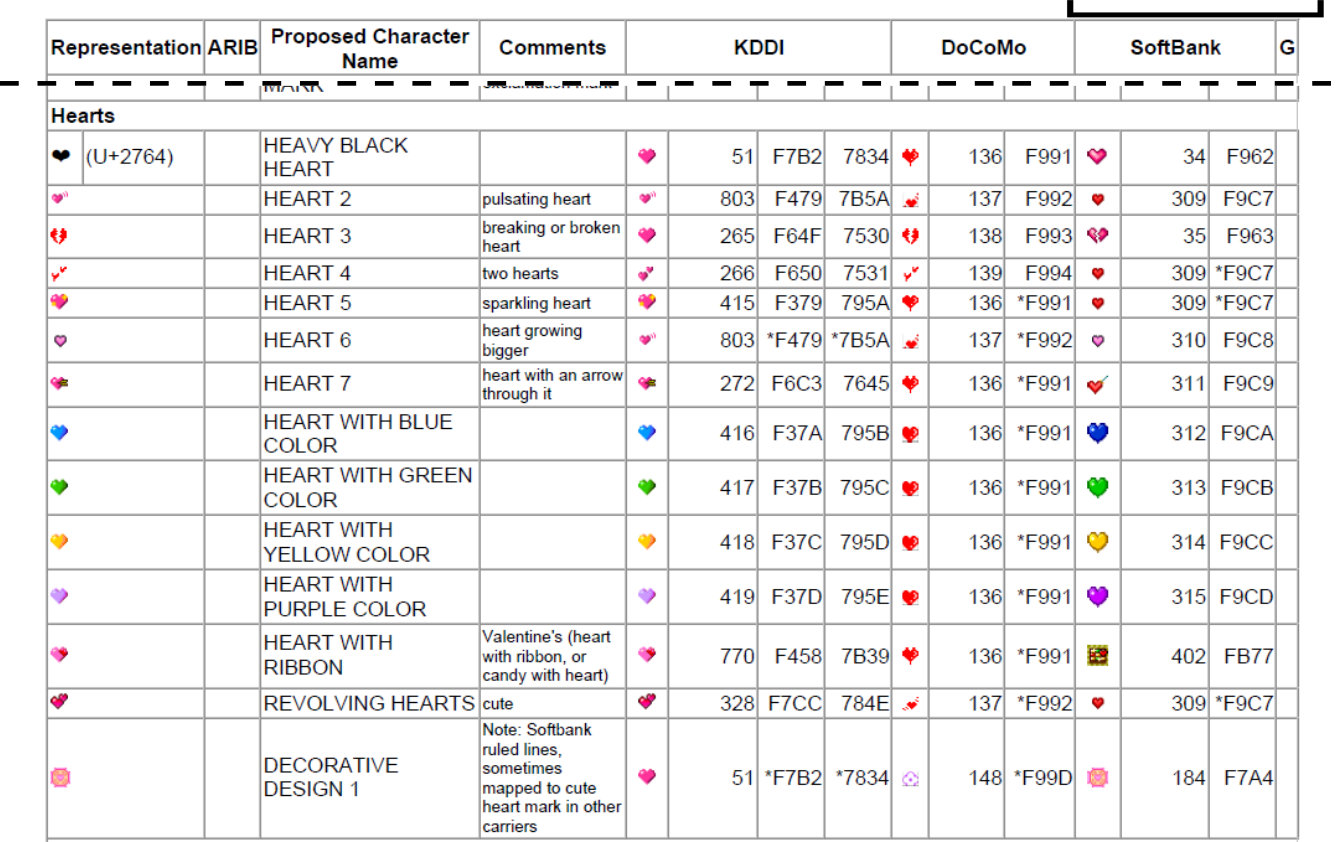 Representation ARIB Proposed Character Name Comments KDDI DoCoMo SoftBank G
MARK exclamation mark
Hearts
(U+2764) HEAVY BLACK HEART 51 F7B2 7834 136 F991 34 F962
HEART 2 pulsating heart 803 F479 7B5A 137 F992 309 F9C7
HEART 3 breaking or broken heart 265 F64F 7530 138 F993 35 F963
HEART 4 two hearts 266 F650 7531 139 F994 309 *F9C7
HEART 5 sparkling heart 415 F379 795A 136 *F991 309 *F9C7
HEART 6 heart growing bigger 803 *F479 *7B5A 137 *F992 310 F9C8
HEART 7 heart with an arrow through it 272 F6C3 7645 136 *F991 311 F9C9
HEART WITH BLUE COLOR 416 F37A 795B 136 *F991 312 F9CA
HEART WITH GREEN COLOR 417 F37B 795C 136 *F991 313 F9CB
HEART WITH YELLOW COLOR 418 F37C 795D 136 *F991 314 F9CC
HEART WITH PURPLE COLOR 419 F37D 795E 136 *F991 315 F9CD
HEART WITH RIBBON Valentine's (heart with ribbon, or candy with heart) 770 F458 7B39 136 *F991 402 FB77
REVOLVING HEARTS cute 328 F7CC 784E 137 *F992 309 *F9C7
DECORATIVE DESIGN 1 Note: Softbank ruled lines, sometimes mapped to cute heart mark in other carriers 51 *F7B2 *7834 148 *F99D 184 F7A4